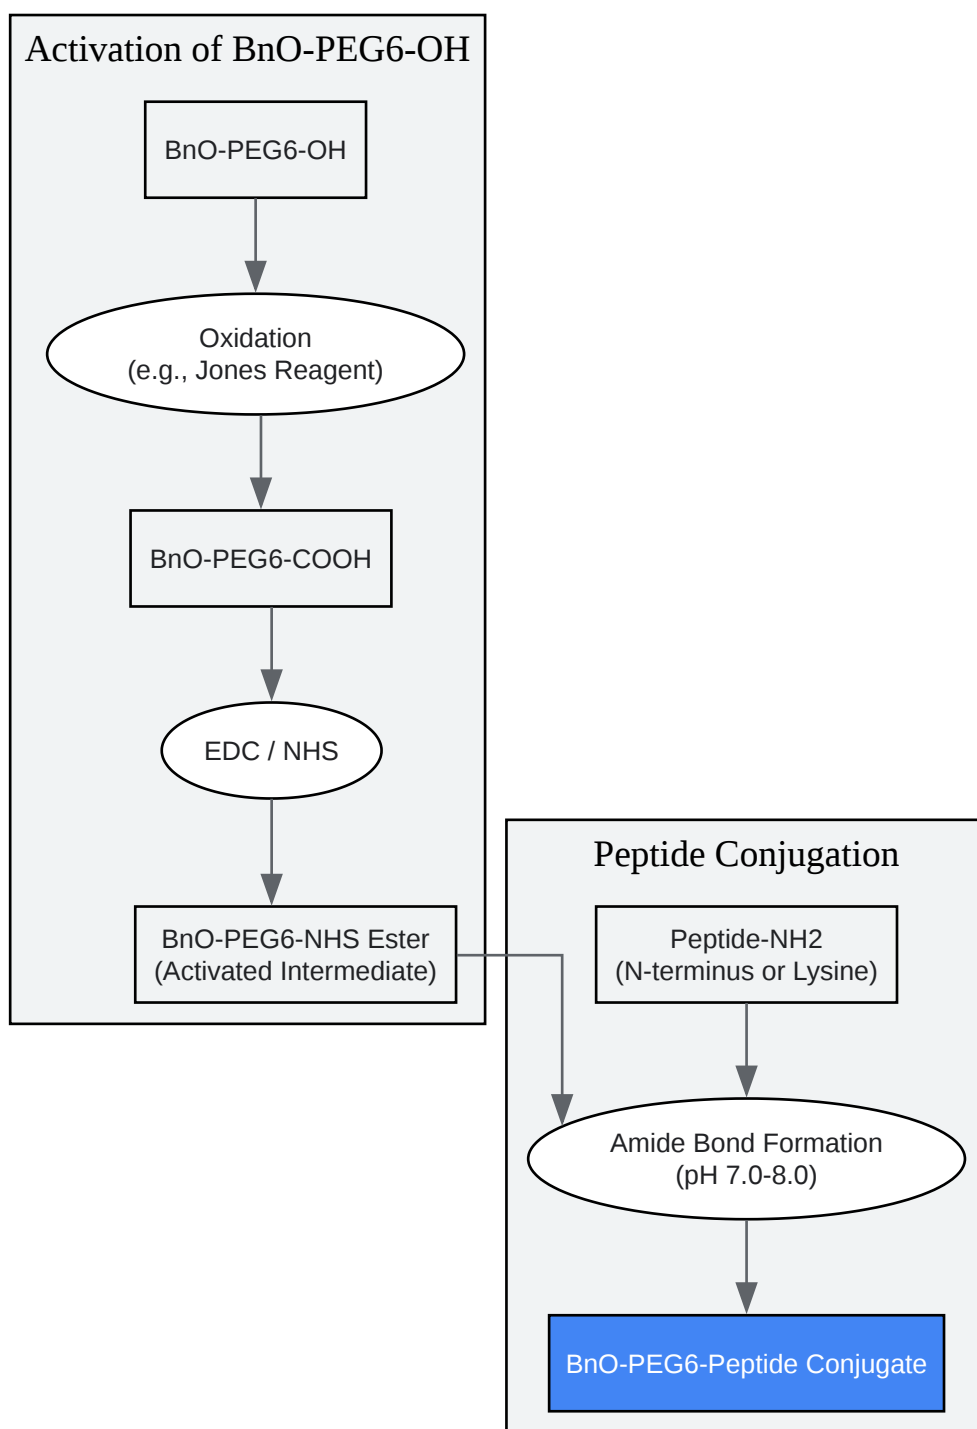 Activation of BnO-PEG6-OH
BnO-PEG6-OH
Oxidation
(e.g., Jones Reagent)
BnO-PEG6-COOH
EDC / NHS
BnO-PEG6-NHS Ester
(Activated Intermediate)
Peptide Conjugation
Peptide-NH2
(N-terminus or Lysine)
Amide Bond Formation
(pH 7.0-8.0)
BnO-PEG6-Peptide Conjugate